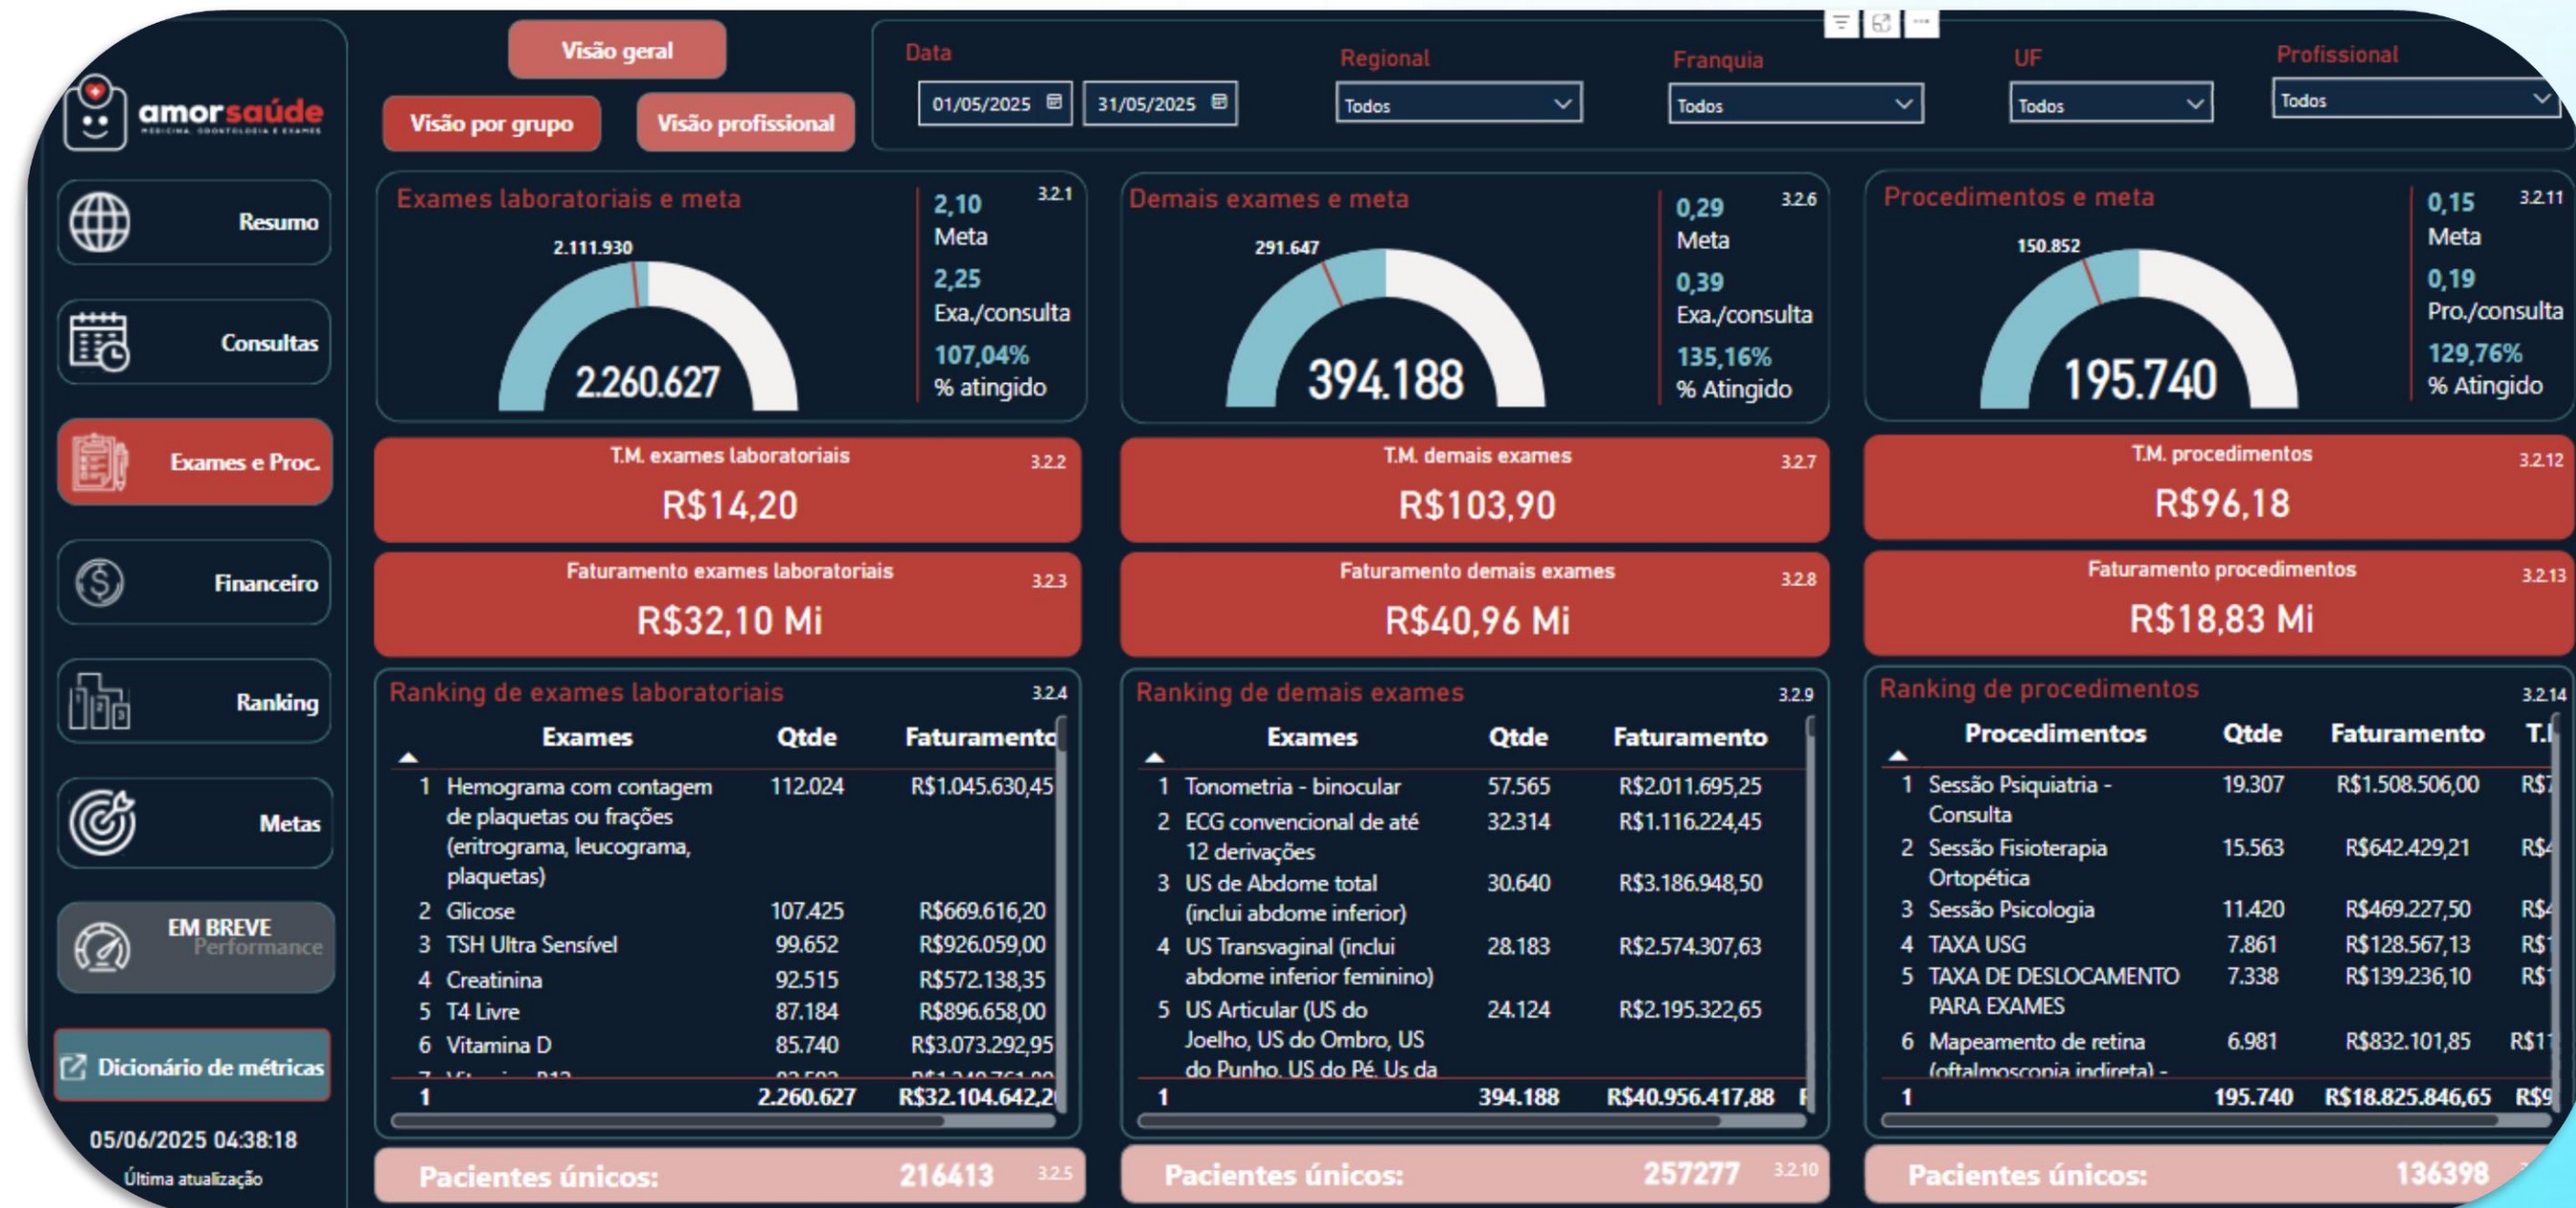 amorsaúde
MEDICINA, ODONTOLOGIA E EXAMES
Resumo
Consultas
Exames e Proc.
Financeiro
Ranking
Metas
EM BREVE
Performance
Dicionário de métricas
05/06/2025 04:38:18
Última atualização
Visão geral
Visão por grupo
Visão profissional
Data
01/05/2025
31/05/2025
Regional
Todos
Franquia
Todos
UF
Todos
Profissional
Todos
Exames laboratoriais e meta
3.2.1
2.111.930
2.260.627
2,10
Meta
2,25
Exa./consulta
107,04%
% atingido
T.M. exames laboratoriais
3.2.2
R$14,20
Faturamento exames laboratoriais
3.2.3
R$32,10 Mi
Ranking de exames laboratoriais
3.2.4
Exames Qtde Faturamento
1 Hemograma com contagem 112.024 R$1.045.630,45
de plaquetas ou frações
(eritrograma, leucograma,
plaquetas)
2 Glicose 107.425 R$669.616,20
3 TSH Ultra Sensível 99.652 R$926.059,00
4 Creatinina 92.515 R$572.138,35
5 T4 Livre 87.184 R$896.658,00
6 Vitamina D 85.740 R$3.073.292,95
1 2.260.627 R$32.104.642,2
Pacientes únicos: 216413
3.2.5
Demais exames e meta
3.2.6
291.647
394.188
0,29
Meta
0,39
Exa./consulta
135,16%
% Atingido
T.M. demais exames
3.2.7
R$103,90
Faturamento demais exames
3.2.8
R$40,96 Mi
Ranking de demais exames
3.2.9
Exames Qtde Faturamento
1 Tonometria - binocular 57.565 R$2.011.695,25
2 ECG convencional de até 32.314 R$1.116.224,45
12 derivações
3 US de Abdome total 30.640 R$3.186.948,50
(inclui abdome inferior)
4 US Transvaginal (inclui 28.183 R$2.574.307,63
abdome inferior feminino)
5 US Articular (US do 24.124 R$2.195.322,65
Joelho, US do Ombro, US
do Punho, US do Pé, Us da
1 394.188 R$40.956.417,88
Pacientes únicos: 257277
3.2.10
Procedimentos e meta
3.2.11
150.852
195.740
0,15
Meta
0,19
Pro./consulta
129,76%
% Atingido
T.M. procedimentos
3.2.12
R$96,18
Faturamento procedimentos
3.2.13
R$18,83 Mi
Ranking de procedimentos
3.2.14
Procedimentos Qtde Faturamento
1 Sessão Psiquiatria - 19.307 R$1.508.506,00
Consulta
2 Sessão Fisioterapia 15.563 R$642.429,21
Ortopética
3 Sessão Psicologia 11.420 R$469.227,50
4 TAXA USG 7.861 R$128.567,13
5 TAXA DE DESLOCAMENTO 7.338 R$139.236,10
PARA EXAMES
6 Mapeamento de retina 6.981 R$832.101,85
(oftalmoscopia indireta) -
1 195.740 R$18.825.846,65
Pacientes únicos: 136398